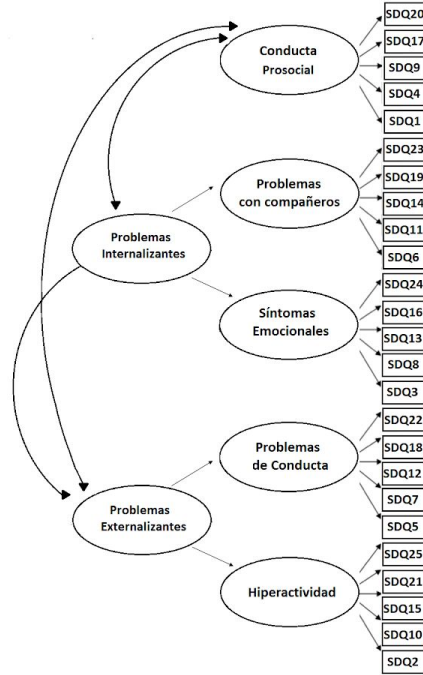 SDQ20
SDQ17
Conducta
Prosocial
SDQ9
SDQ4
SDQ1
SDQ23
SDQ19
Problemas
con compañeros
SDQ14
SDQ11
SDQ6
Problemas
Internalizantes
SDQ24
SDQ16
Síntomas
Emocionales
SDQ13
SDQ8
SDQ3
SDQ22
SDQ18
Problemas
de Conducta
SDQ12
SDQ7
SDQ5
Problemas
Externalizantes
SDQ25
SDQ21
Hiperactividad
SDQ15
SDQ10
SDQ2